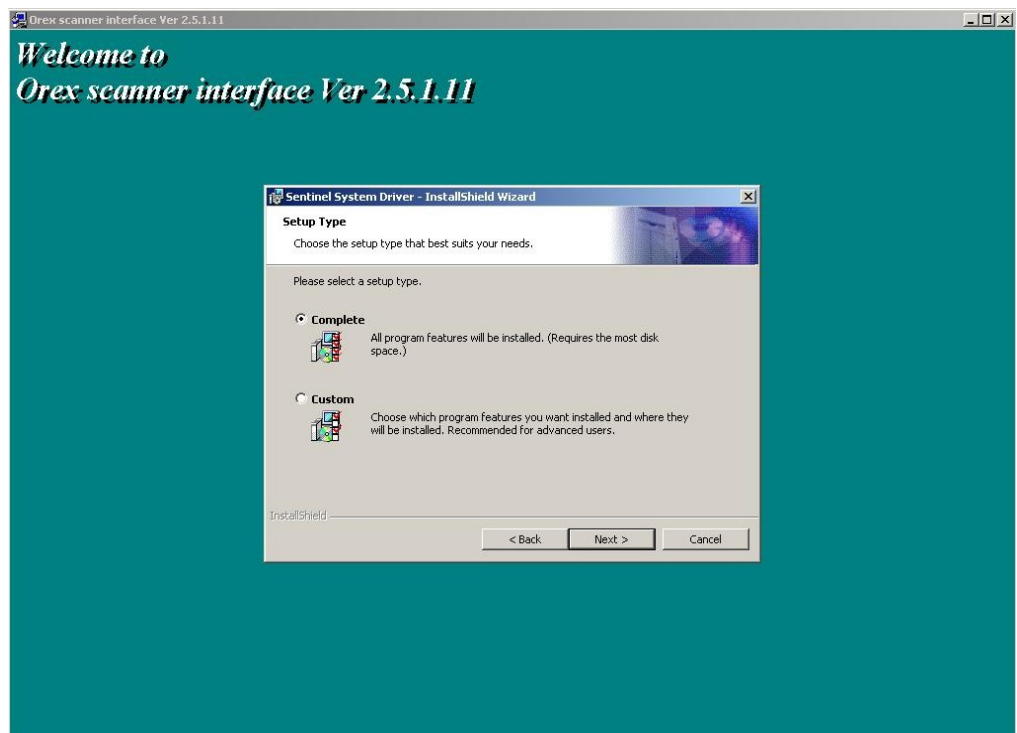 Orex scanner interface Ver 2.5.1.11
Welcome to
Orex scanner interface Ver 2.5.1.11
Sentinel System Driver - InstallShield Wizard
Setup Type
Choose the setup type that best suits your needs.
Please select a setup type.
Complete
All program features will be installed. (Requires the most disk
space.)
Custom
Choose which program features you want installed and where they
will be installed. Recommended for advanced users.
InstallShield
< Back Next > Cancel